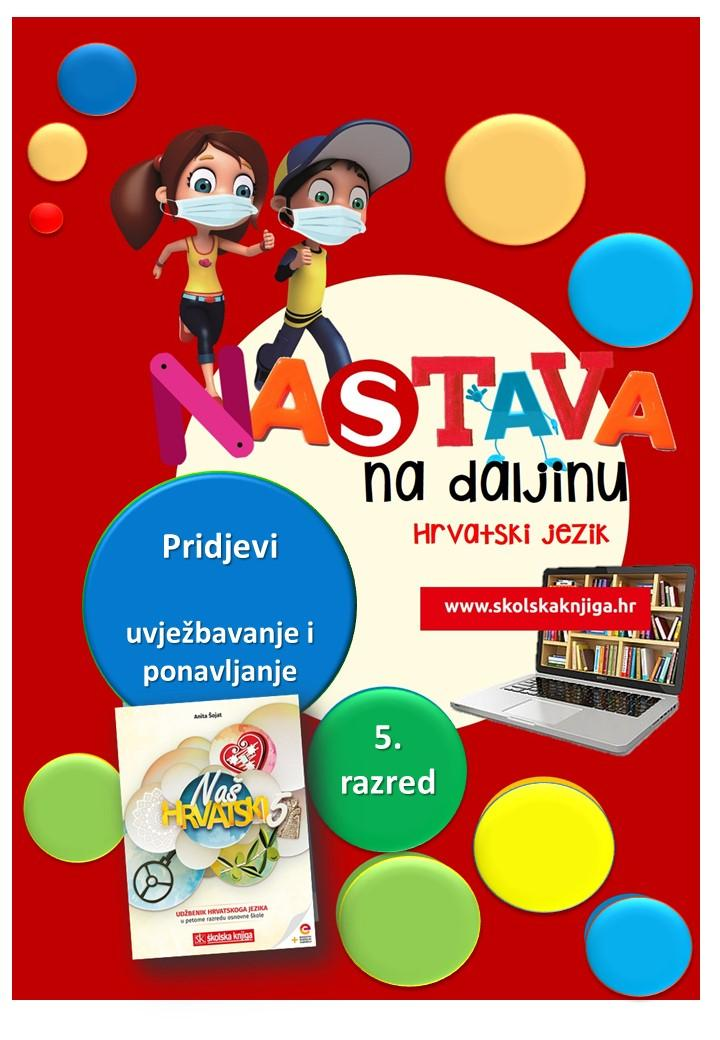 NASTAVA
na daljinu
Hrvatski jezik
Pridjevi
uvježbavanje i
ponavljanje
www.skolskaknjiga.hr
5.
razred
Anita Šojat
Naš
HRVATSKI 5
UDŽBENIK HRVATSKOGA JEZIKA
u petome razredu osnovne škole
šk školska knjiga